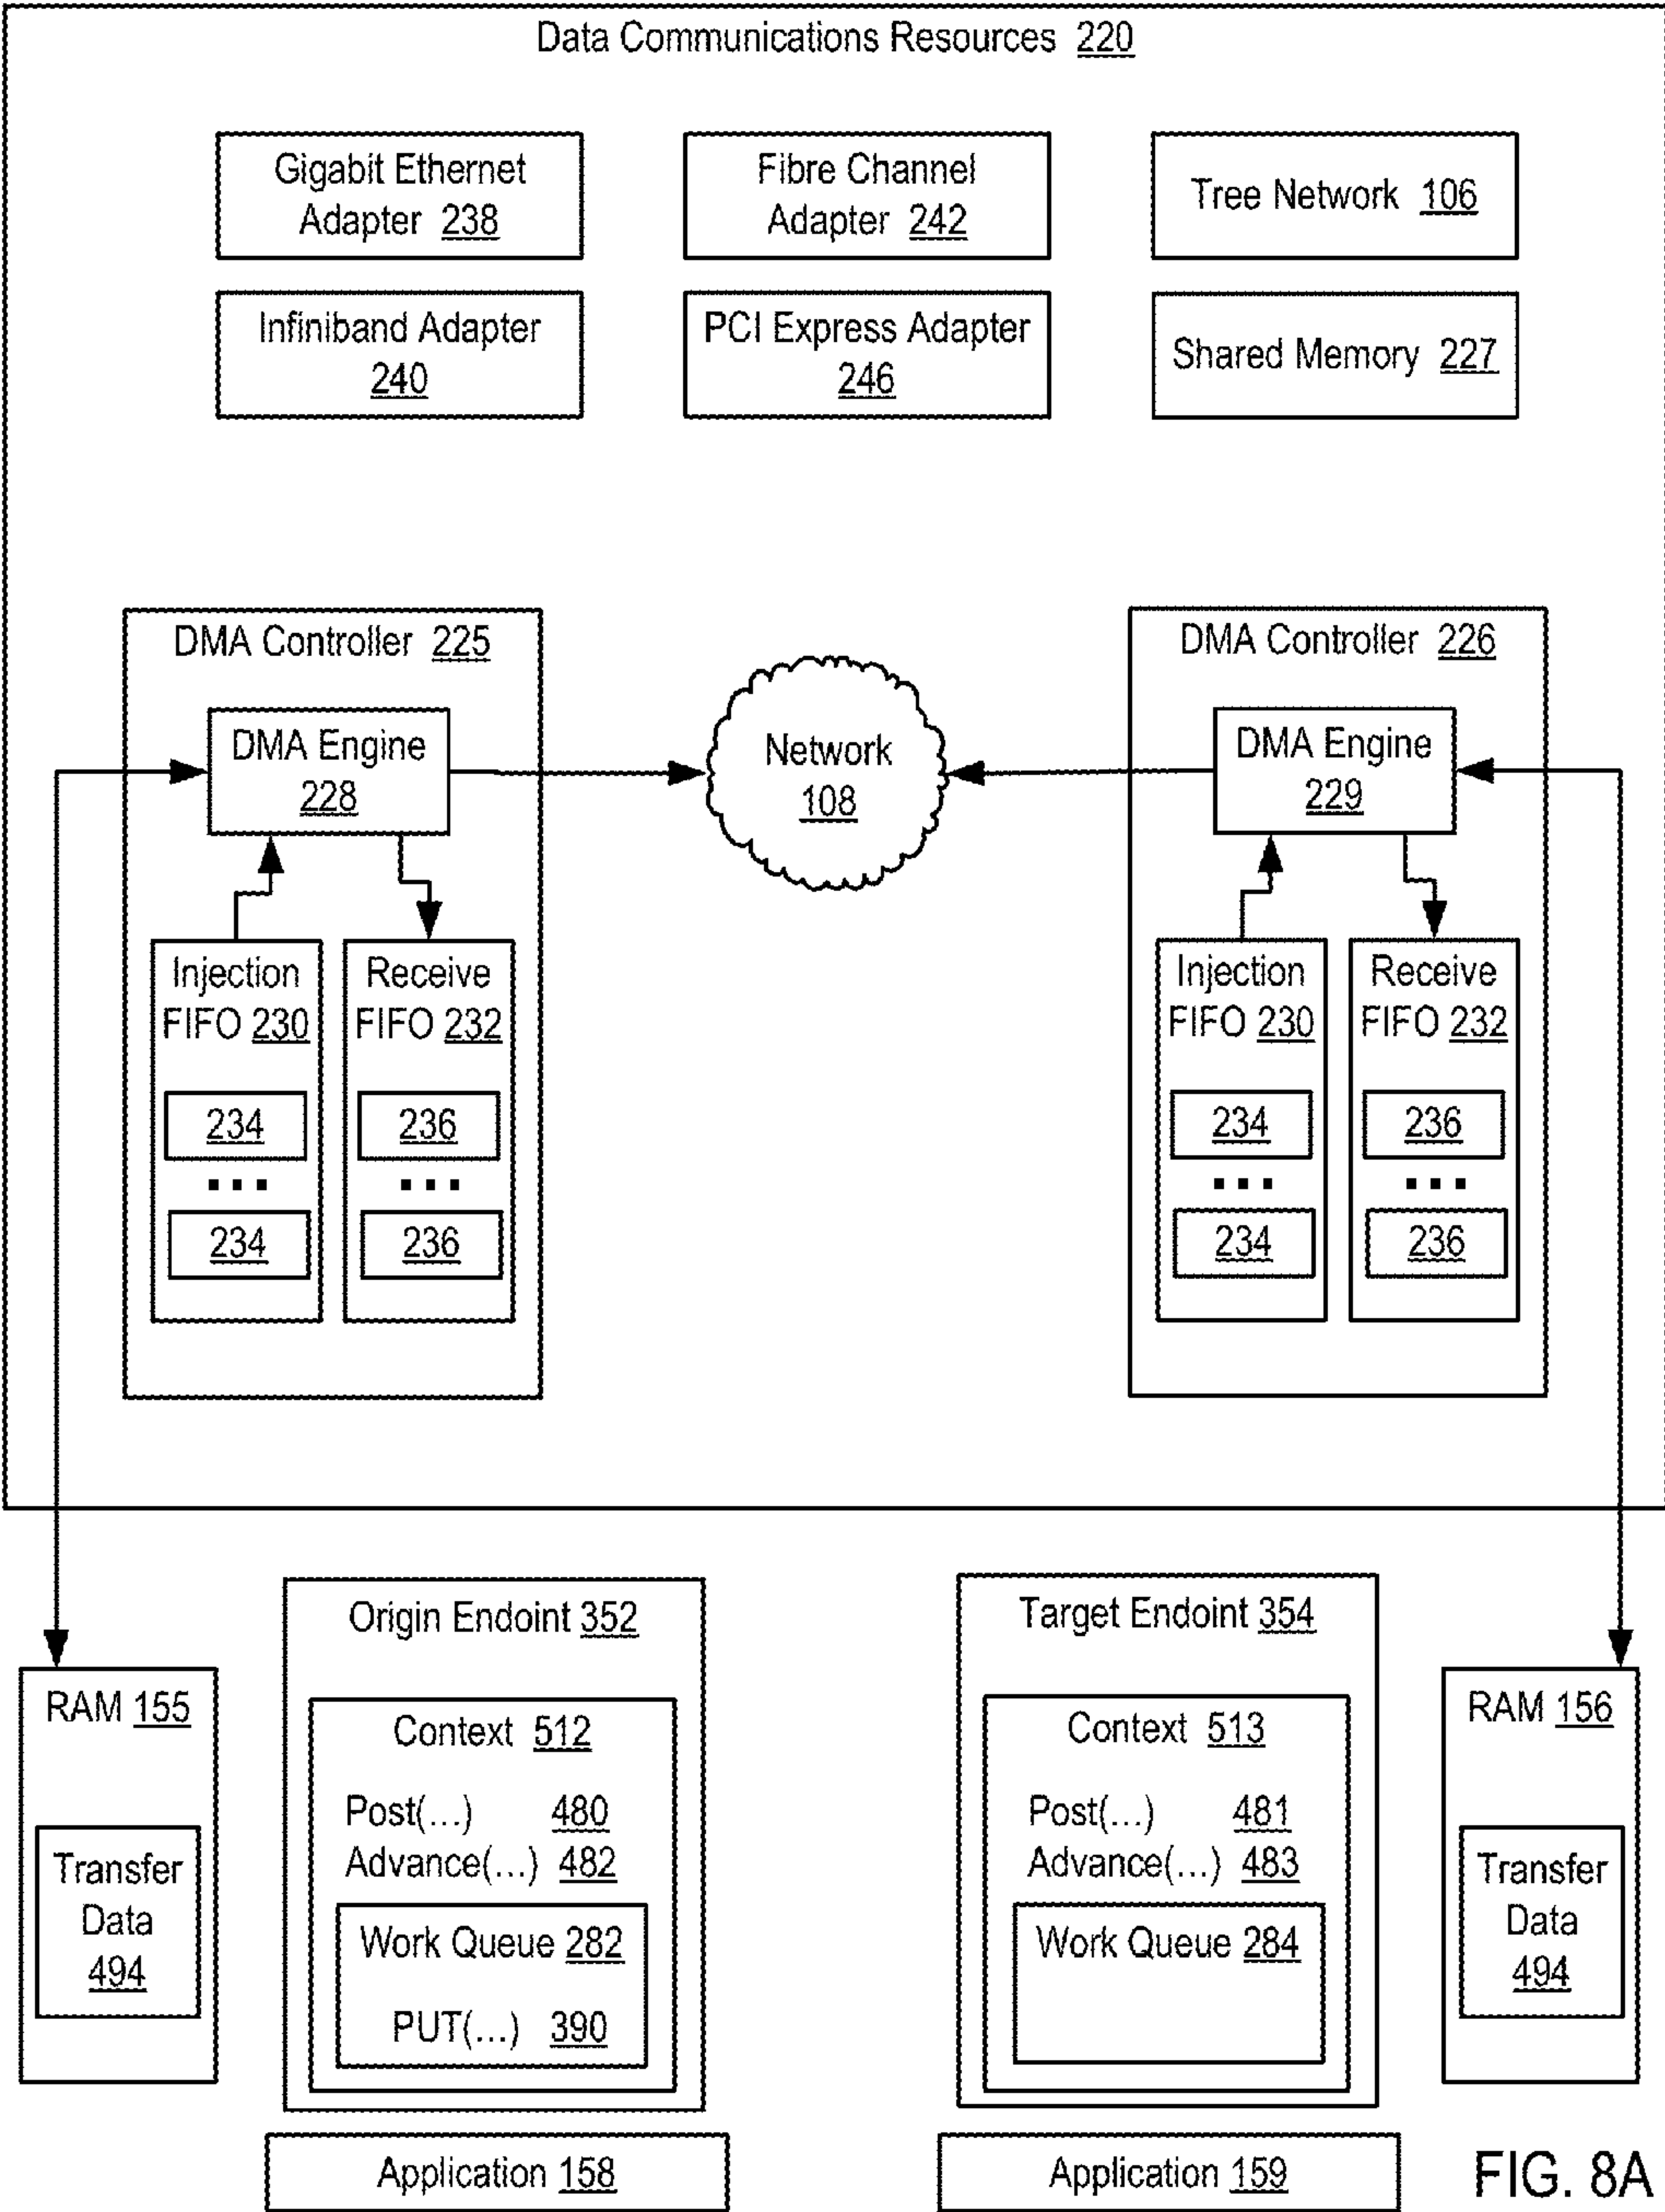 Data Communications Resources 220
Gigabit Ethernet
Adapter 238
Fibre Channel
Adapter 242
Tree Network 106
Infiniband Adapter
240
PCI Express Adapter
246
Shared Memory 227
DMA Controller 225
DMA Engine
228
Injection
FIFO 230
234
...
234
Receive
FIFO 232
236
...
236
Network
108
DMA Controller 226
DMA Engine
229
Injection
FIFO 230
234
...
234
Receive
FIFO 232
236
...
236
RAM 155
Transfer
Data
494
Origin Endoint 352
Context 512
Post(...) 480
Advance(...) 482
Work Queue 282
PUT(...) 390
Application 158
Target Endoint 354
Context 513
Post(...) 481
Advance(...) 483
Work Queue 284
Application 159
RAM 156
Transfer
Data
494
FIG. 8A